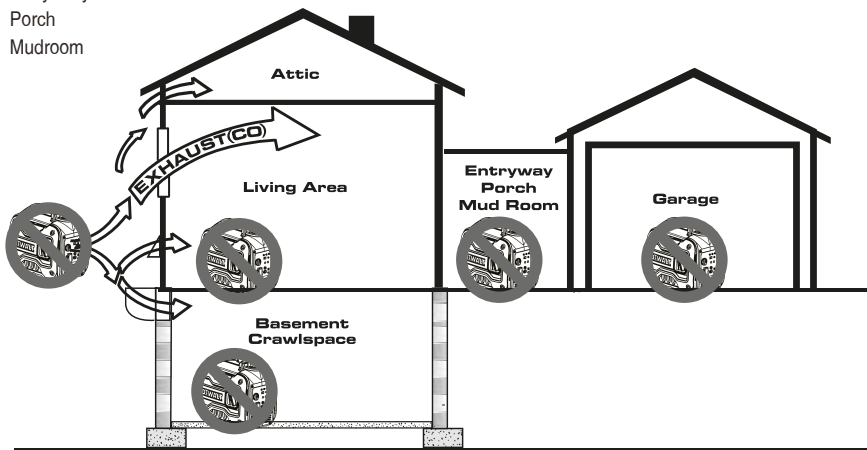 Porch
Mudroom
Attic
EXHAUST(CO)
Living Area
Entryway
Porch
Mud Room
Garage
Basement
Crawlspace